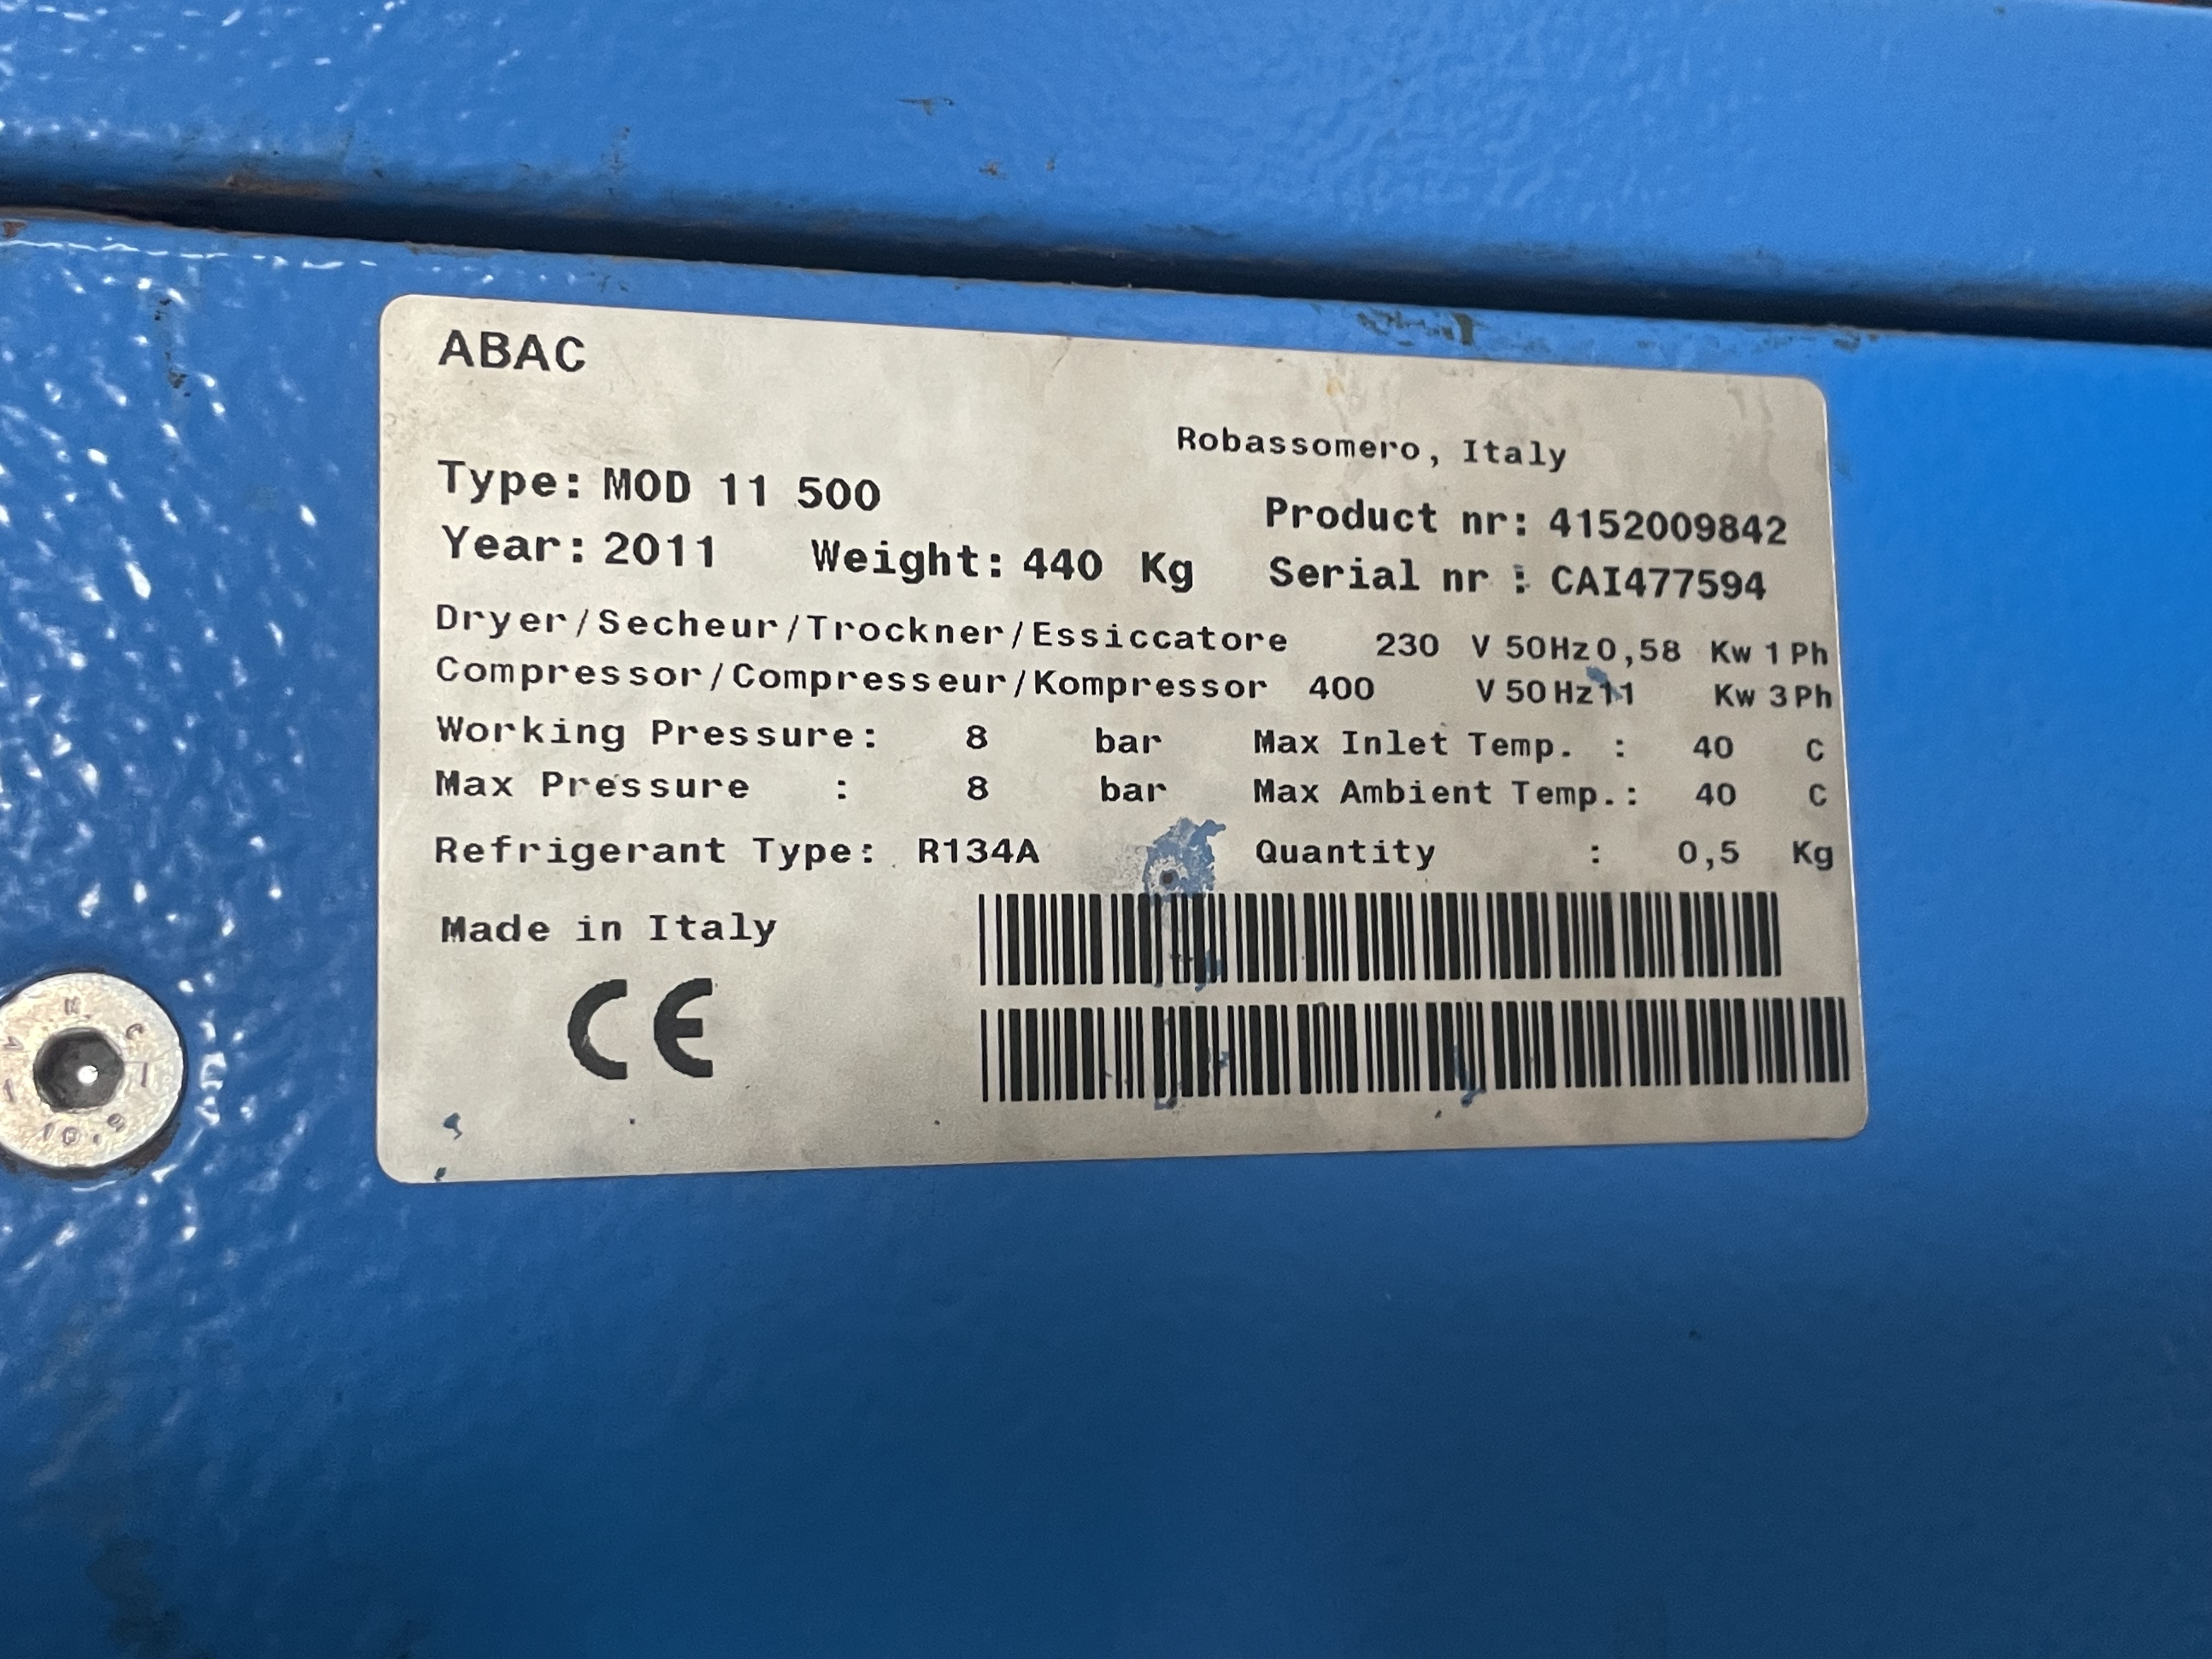 ABAC
Robassomero, Italy
Type: MOD 11 500
Product nr: 4152009842
Year: 2011 Weight: 440 Kg
Serial nr : CAI477594
Dryer/Secheur/Trockner/Essiccatore 230 V 50Hz 0,58 Kw 1 Ph
Compressor/Compresseur/Kompressor 400 V 50Hz 11 Kw 3 Ph
Working Pressure: 8 bar Max Inlet Temp. : 40 C
Max Pressure : 8 bar Max Ambient Temp.: 40 C
Refrigerant Type: R134A Quantity : 0,5 Kg
Made in Italy
CE